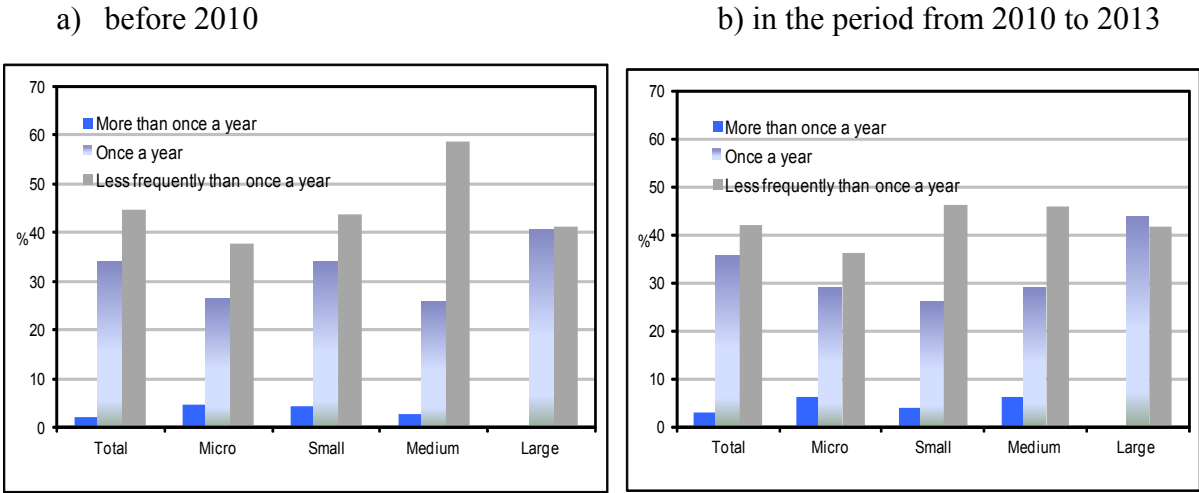 a) before 2010
b) in the period from 2010 to 2013
70
60
50
40
30
20
10
0
%
More than once a year
Once a year
Less frequently than once a year
Total Micro Small Medium Large
70
60
50
40
30
20
10
0
%
More than once a year
Once a year
Less frequently than once a year
Total Micro Small Medium Large